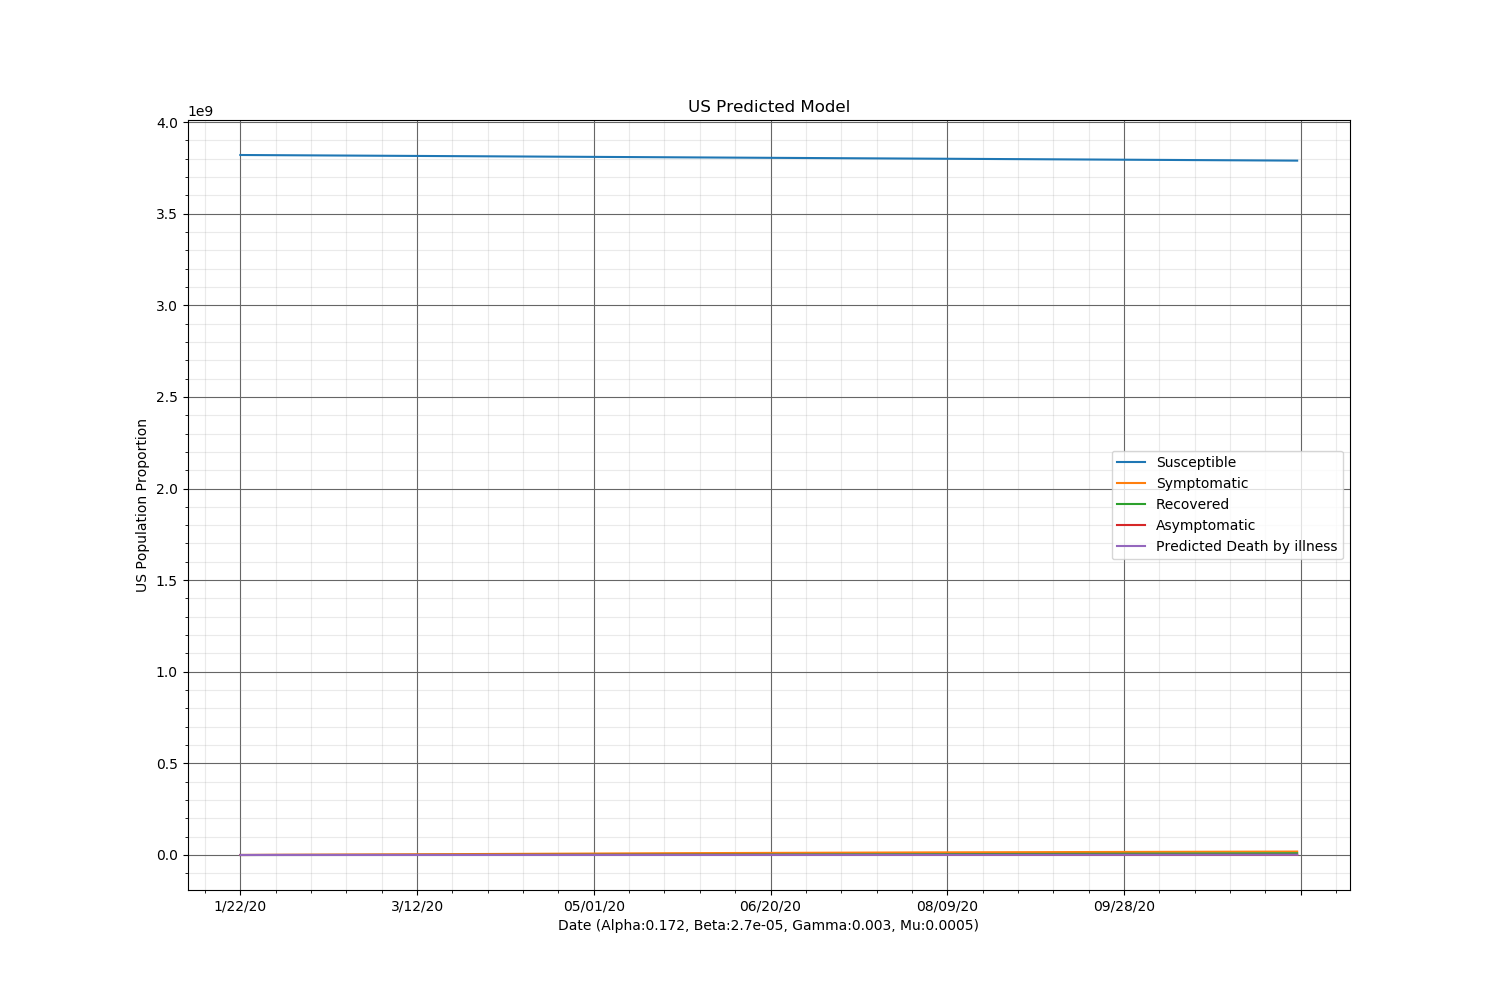 US Predicted Model
1e9
4.0
3.5
3.0
2.5
2.0
1.5
1.0
0.5
0.0
US Population Proportion
Susceptible
Symptomatic
Recovered
Asymptomatic
Predicted Death by illness
1/22/20 3/12/20 05/01/20 06/20/20 08/09/20 09/28/20
Date (Alpha:0.172, Beta:2.7e-05, Gamma:0.003, Mu:0.0005)